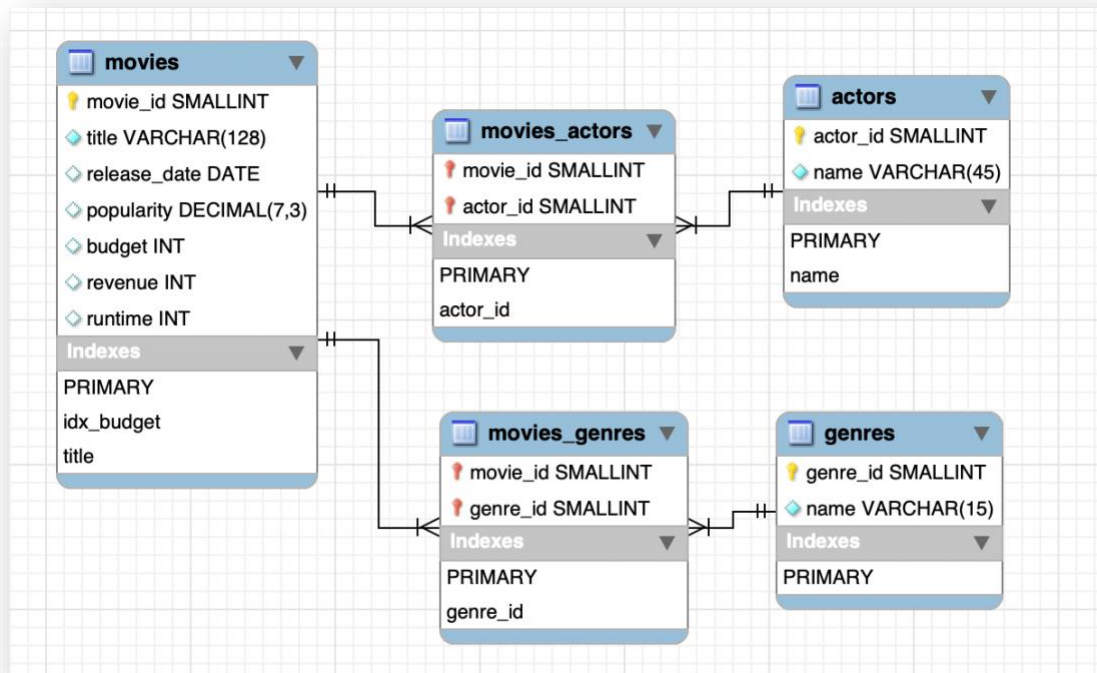 movies
movie_id SMALLINT
title VARCHAR(128)
release_date DATE
popularity DECIMAL(7,3)
budget INT
revenue INT
runtime INT
Indexes
PRIMARY
idx_budget
title
movies_actors
movie_id SMALLINT
actor_id SMALLINT
Indexes
PRIMARY
actor_id
actors
actor_id SMALLINT
name VARCHAR(45)
Indexes
PRIMARY
name
movies_genres
movie_id SMALLINT
genre_id SMALLINT
Indexes
PRIMARY
genre_id
genres
genre_id SMALLINT
name VARCHAR(15)
Indexes
PRIMARY